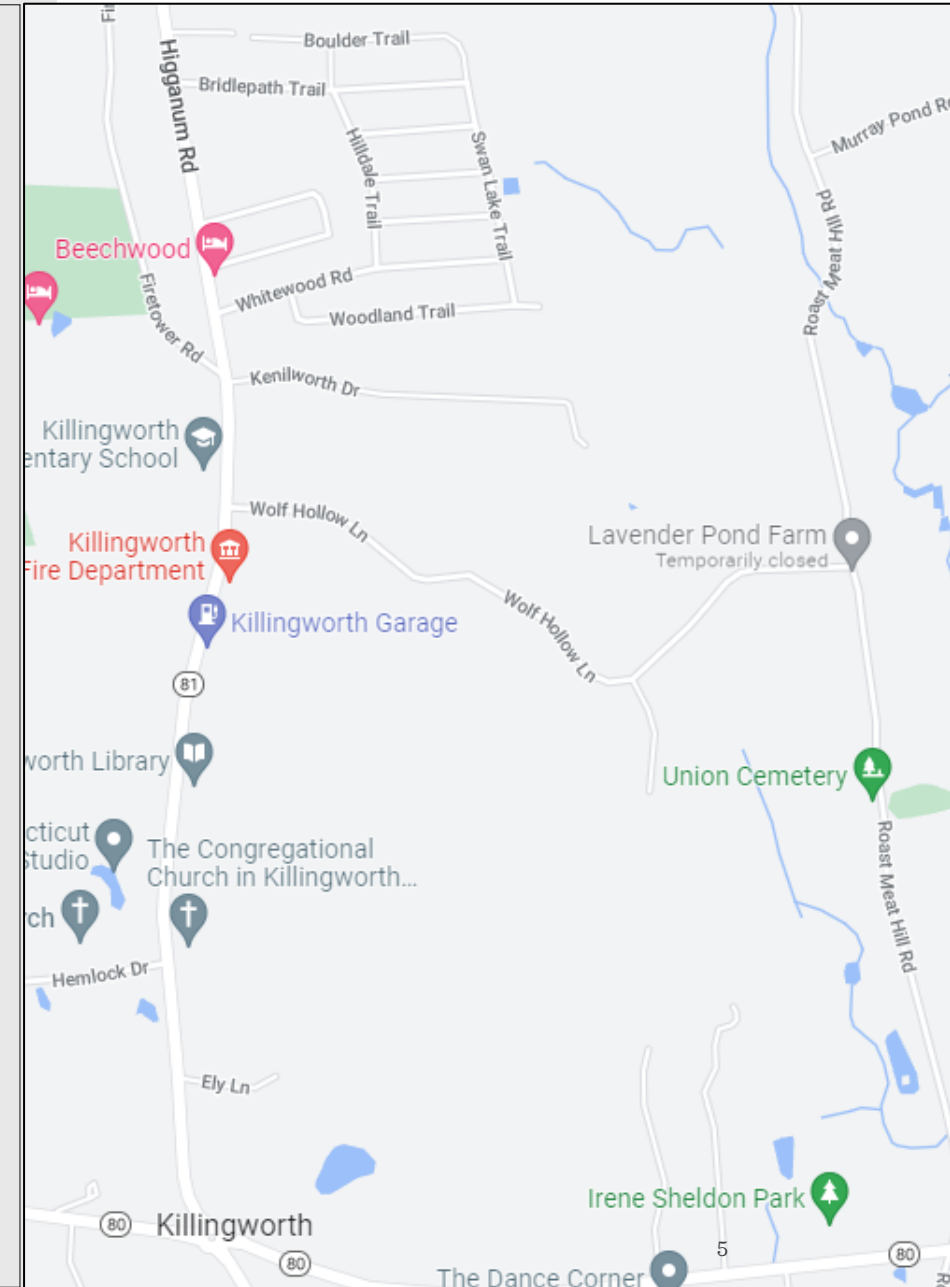 Fi
Higganum Rd
Boulder Trail
Bridlepath Trail
Hilldale Trail
Swan Lake Trail
Murray Pond R
Roast Meat Hill Rd
Beechwood
Firetower Rd
Whitewood Rd
Woodland Trail
Kenilworth Dr
Killingworth
entary School
Wolf Hollow Ln
Lavender Pond Farm
Temporarily closed
Killingworth
Fire Department
Killingworth Garage
Wolf Hollow Ln
81
worth Library
Union Cemetery
cticut
Studio
The Congregational
Church in Killingworth...
rch
Roast Meat Hill Rd
Hemlock Dr
Ely Ln
Irene Sheldon Park
80
Killingworth
80
5
80
The Dance Corner